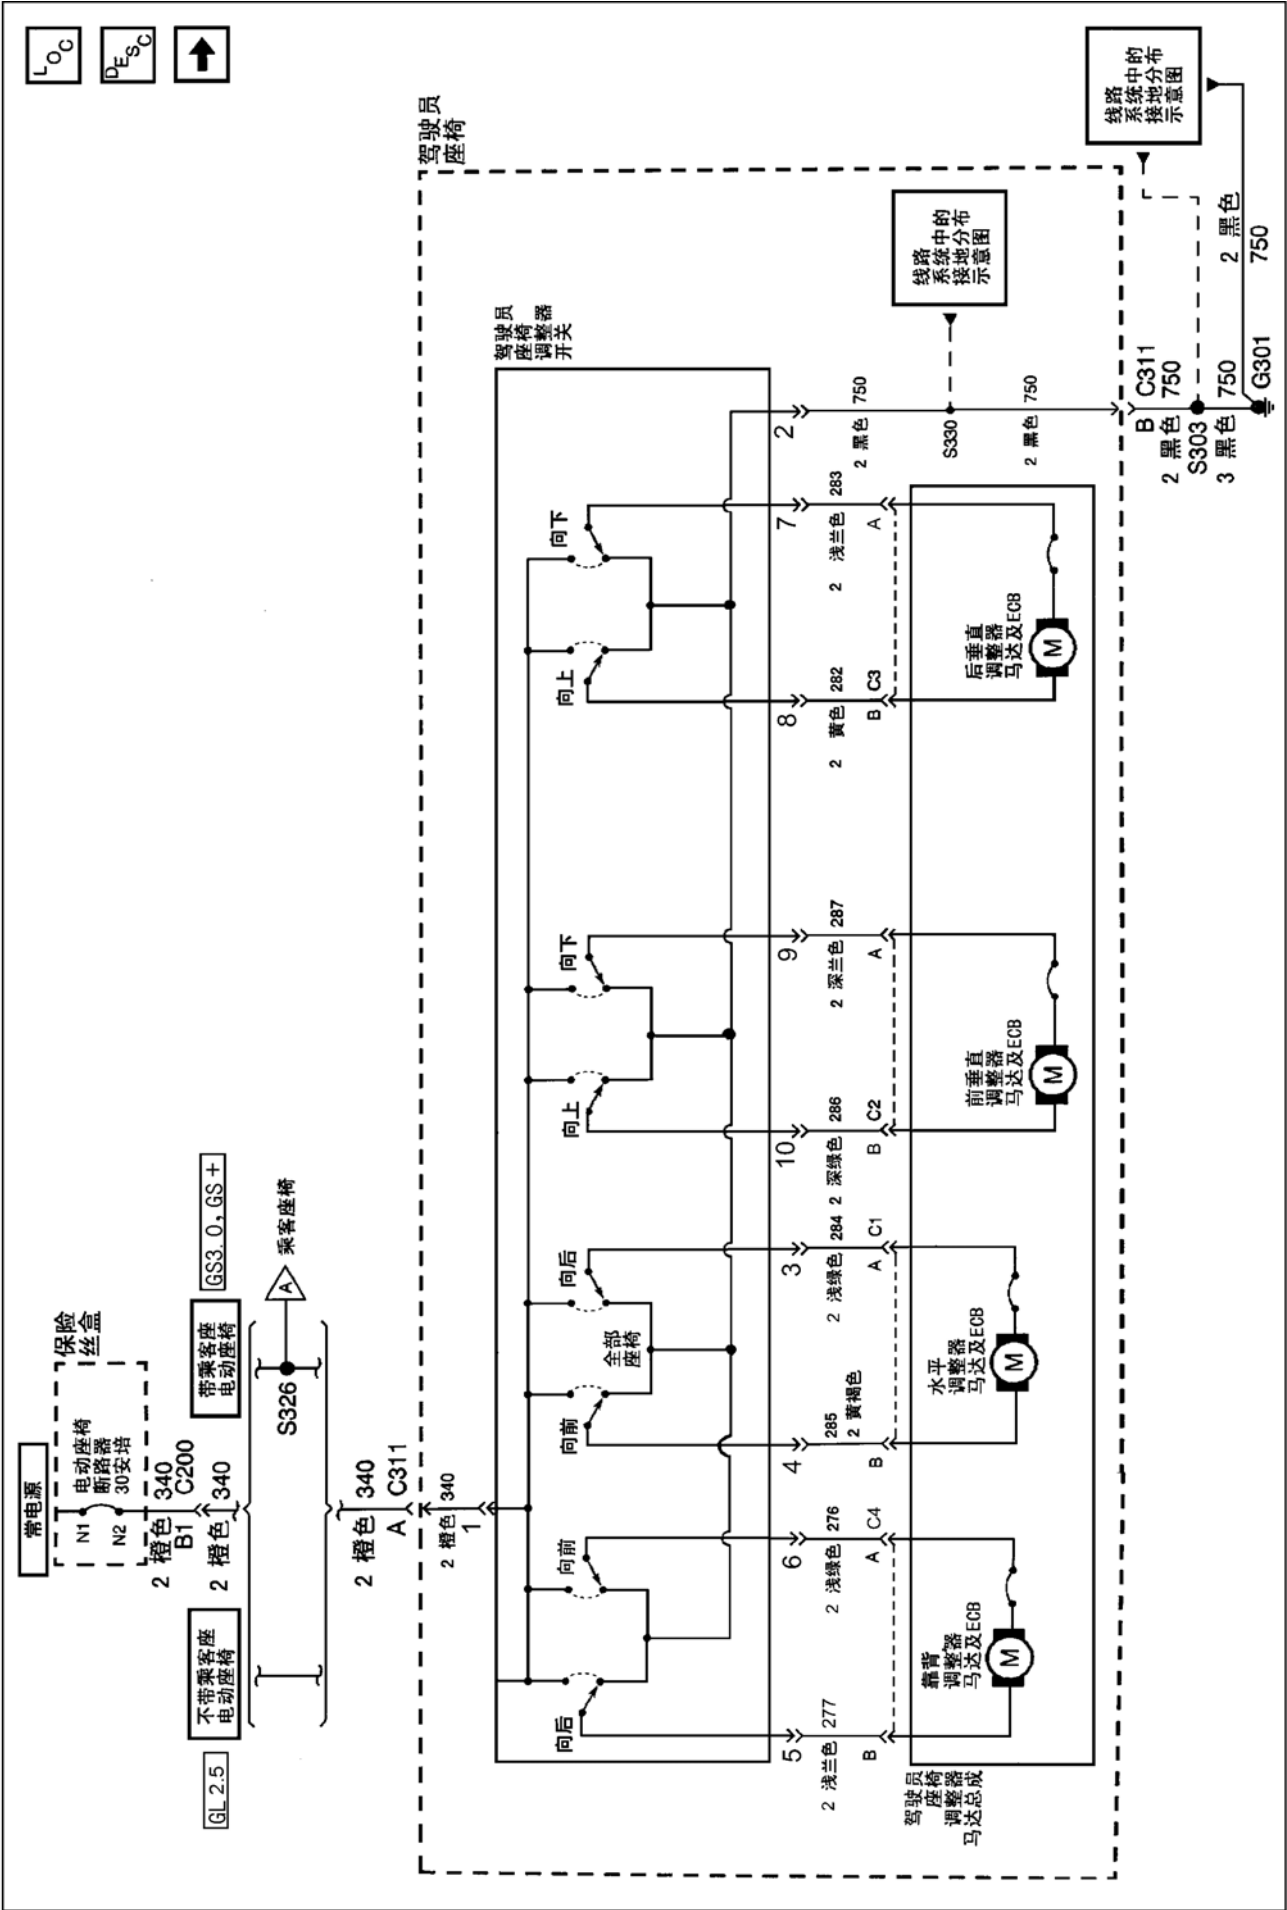 LOC
DESC
常电源
保险
丝盒
电动座椅
断路器
30安培
N1
N2
2 橙色 340
B1 C200
2 橙色 340
GL 2.5
不带乘客座
电动座椅
带乘客座
电动座椅
GS3.0, GS +
S326
A
乘客座椅
2 橙色 340
A C311
2 橙色 340
1
驾驶员
座椅
驾驶员
座椅
调整器
开关
向后
向前
向前
全部
座椅
向后
向上
向下
向上
向下
5
6
4
3
10
9
8
7
2
2 浅兰色 277
2 浅绿色 276
285
2 黄褐色
2 浅绿色 284
2 深绿色 286
2 深兰色 287
2 黄色 282
2 浅兰色 283
2 黑色 750
B
A C4
B
A C1
B C2
A
B C3
A
S330
2 黑色 750
线路
系统中的
接地分布
示意图
驾驶员
座椅
调整器
马达总成
靠背
调整器
马达及ECB
M
水平
调整器
马达及ECB
M
前垂直
调整器
马达及ECB
M
后垂直
调整器
马达及ECB
M
B C311
2 黑色 750
S303
3 黑色 750
G301
2 黑色
750
线路
系统中的
接地分布
示意图